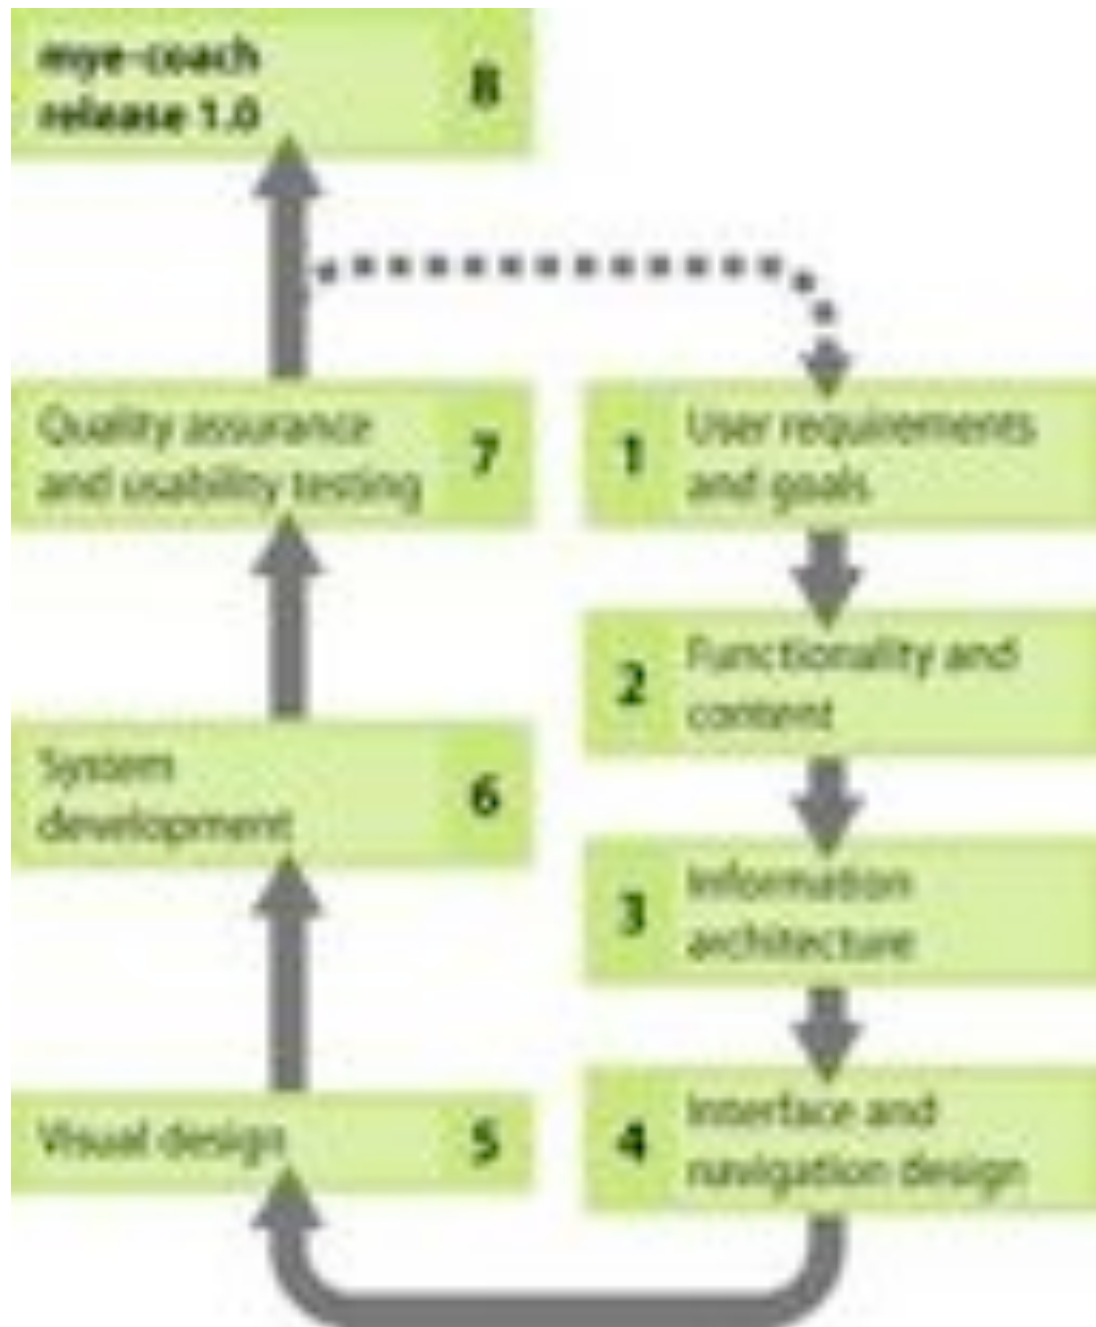 mye-coach
release 1.0
8
Quality assurance
and usability testing
7
1
User requirements
and goals
2
Functionality and
content
System
development
6
3
Information
architecture
Visual design
5
4
Interface and
navigation design